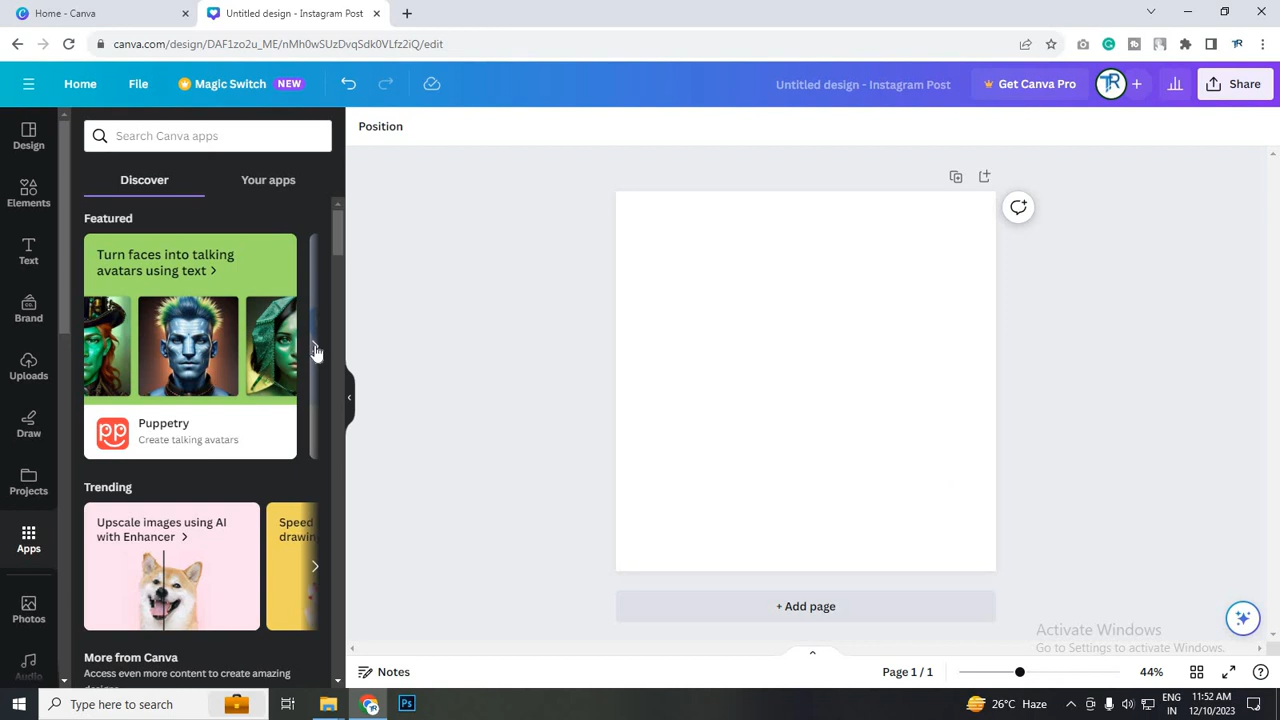 Home - Canva
Untitled design - Instagram Post
canva.com/design/DAF1zo2u_ME/nMh0wSUzDvqSdk0VLfz2iQ/edit
Home
File
Magic Switch NEW
Untitled design - Instagram Post
Get Canva Pro
Share
Design
Elements
Text
Brand
Uploads
Draw
Projects
Apps
Photos
Audio
Search Canva apps
Discover
Your apps
Featured
Turn faces into talking
avatars using text >
Puppetry
Create talking avatars
Trending
Upscale images using AI
with Enhancer >
Speed
drawin
More from Canva
Access even more content to create amazing
Position
+ Add page
Activate Windows
Go to Settings to activate Windows.
Notes
Page 1 / 1
44%
Type here to search
Ps
26°C Haze
ENG
IN
11:52 AM
12/10/2023